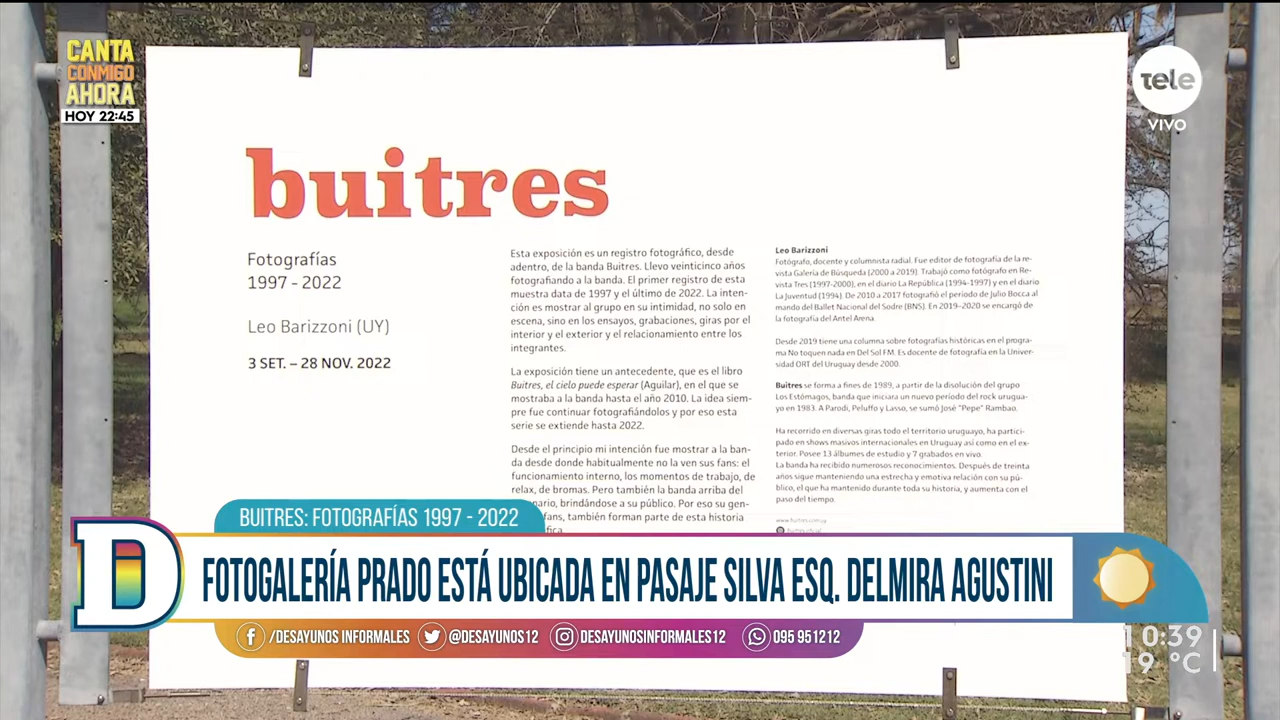 CANTA
CONMIGO
AHORA
HOY 22:45
tele
VIVO
buitres
Fotografías
1997 - 2022
Leo Barizzoni (UY)
3 SET. – 28 NOV. 2022
Esta exposición es un registro fotográfico, desde
adentro, de la banda Buitres. Llevo veinticinco años
fotografiando a la banda. El primer registro de esta
muestra data de 1997 y el último de 2022. La inten-
ción es mostrar al grupo en su intimidad, no solo en
escena, sino en los ensayos, grabaciones, giras por el
interior y el exterior y el relacionamiento entre los
integrantes.
La exposición tiene un antecedente, que es el libro
Buitres, el cielo puede esperar (Aguilar), en el que se
mostraba a la banda hasta el año 2010. La idea siem-
pre fue continuar fotografiándolos y por eso esta
serie se extiende hasta 2022.
Desde el principio mi intención fue mostrar a la ban-
da desde donde habitualmente no la ven sus fans: el
funcionamiento interno, los momentos de trabajo, de
relax, de bromas. Pero también la banda arriba del
nario, brindándose a su público. Por eso su gen-
fans, también forman parte de esta historia
fica.
Leo Barizzoni
Fotógrafo, docente y columnista radial. Fue editor de fotografía de la re-
vista Galería de Búsqueda (2000 a 2019). Trabajó como fotógrafo en Re-
vista Tres (1997-2000), en el diario La República (1994-1997) y en el diario
La Juventud (1994). De 2010 a 2017 fotografió el período de Julio Bocca al
mando del Ballet Nacional del Sodre (BNS). En 2019–2020 se encargó de
la fotografía del Antel Arena.
Desde 2019 tiene una columna sobre fotografías históricas en el progra-
ma No toquen nada en Del Sol FM. Es docente de fotografía en la Univer-
sidad ORT del Uruguay desde 2000.
Buitres se forma a fines de 1989, a partir de la disolución del grupo
Los Estómagos, banda que iniciara un nuevo período del rock urugua-
yo en 1983. A Parodi, Peluffo y Lasso, se sumó José "Pepe" Rambao.
Ha recorrido en diversas giras todo el territorio uruguayo, ha partici-
pado en shows masivos internacionales en Uruguay así como en el ex-
terior. Posee 13 álbumes de estudio y 7 grabados en vivo.
La banda ha recibido numerosos reconocimientos. Después de treinta
años sigue manteniendo una estrecha y emotiva relación con su pú-
blico, el que ha mantenido durante toda su historia, y aumenta con el
paso del tiempo.
www.buitres.com.uy
BUITRES: FOTOGRAFÍAS 1997 - 2022
D
FOTOGALERÍA PRADO ESTÁ UBICADA EN PASAJE SILVA ESQ. DELMIRA AGUSTINI
/DESAYUNOS INFORMALES @DESAYUNOS12 DESAYUNOSINFORMALES12 095 951212
10:39
19 °C